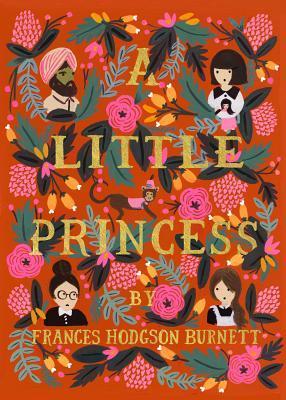 A
LITTLE
PRINCESS
BY
FRANCES HODGSON BURNETT